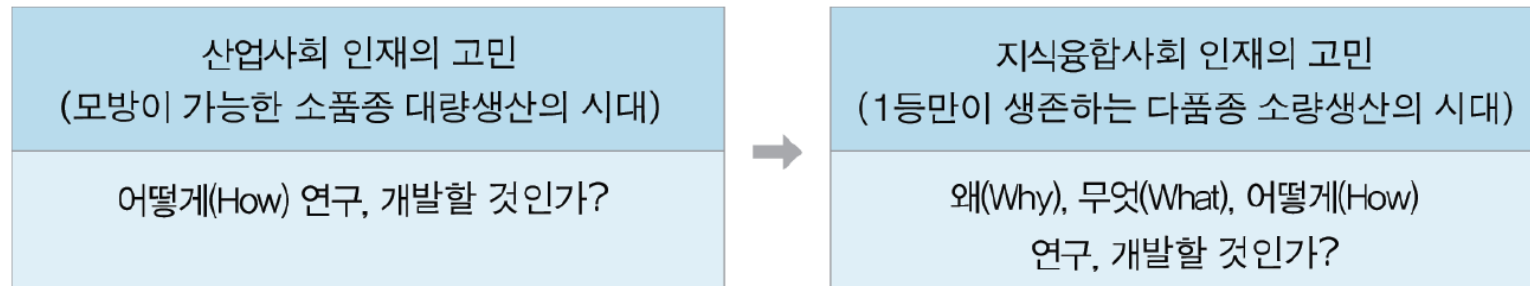 산업사회 인재의 고민
(모방이 가능한 소품종 대량생산의 시대)
어떻게(How) 연구, 개발할 것인가?
지식융합사회 인재의 고민
(1등만이 생존하는 다품종 소량생산의 시대)
왜(Why), 무엇(What), 어떻게(How)
연구, 개발할 것인가?